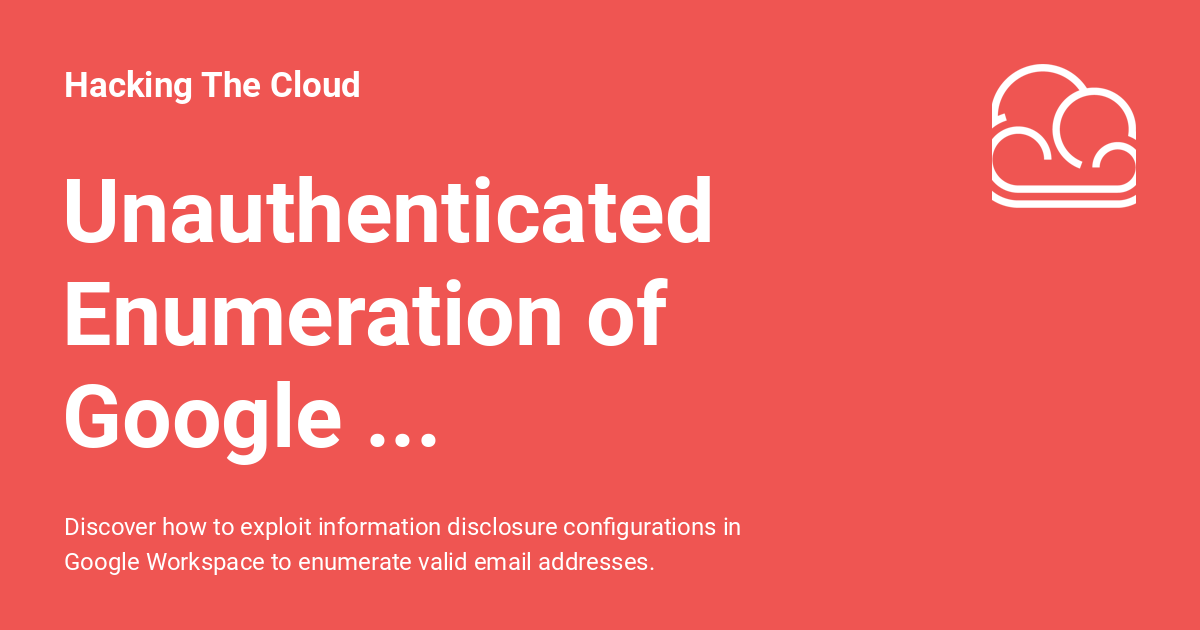 Hacking The Cloud
Unauthenticated
Enumeration of
Google ...
Discover how to exploit information disclosure configurations in
Google Workspace to enumerate valid email addresses.